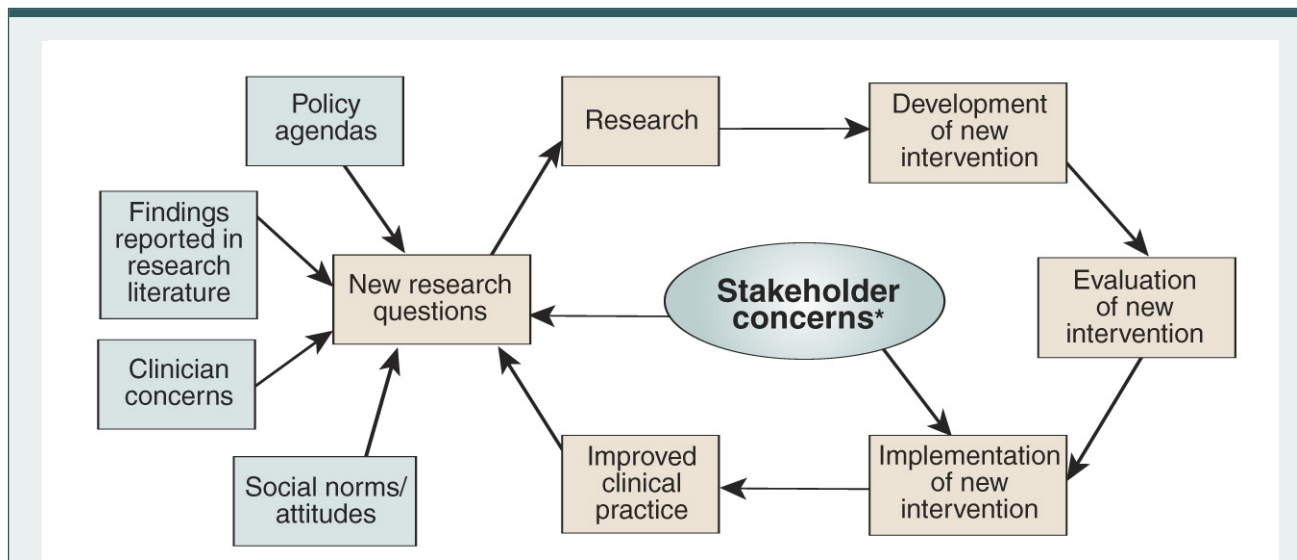 Policy
agendas
Research
Development
of new
intervention
Findings
reported in
research
literature
New research
questions
Stakeholder
concerns*
Evaluation
of new
intervention
Clinician
concerns
Social norms/
attitudes
Improved
clinical
practice
Implementation
of new
intervention